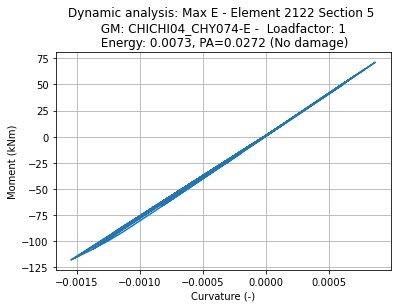 Dynamic analysis: Max E - Element 2122 Section 5
GM: CHICHI04_CHY074-E -  Loadfactor: 1
Energy: 0.0073, PA=0.0272 (No damage)
75
50
25
0
−25
−50
−75
−100
−125
Moment (kNm)
−0.0015 −0.0010 −0.0005 0.0000 0.0005
Curvature (-)